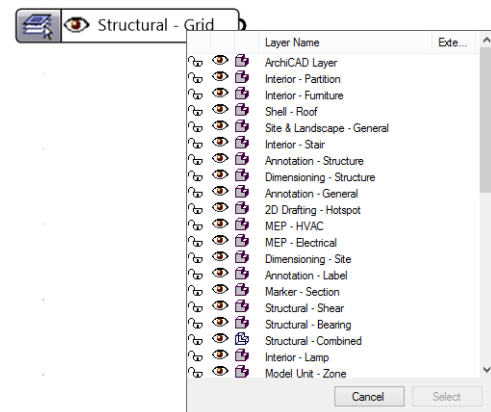 Structural - Grid
Layer Name Exte...
ArchiCAD Layer
Interior - Partition
Interior - Furniture
Shell - Roof
Site & Landscape - General
Interior - Stair
Annotation - Structure
Dimensioning - Structure
Annotation - General
2D Drafting - Hotspot
MEP - HVAC
MEP - Electrical
Dimensioning - Site
Annotation - Label
Marker - Section
Structural - Shear
Structural - Bearing
Structural - Combined
Interior - Lamp
Model Unit - Zone
Cancel Select